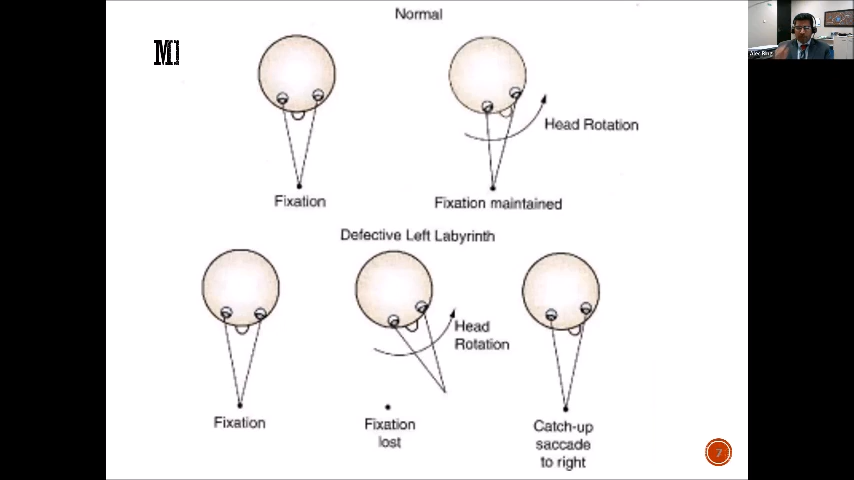 Normal
M
Head Rotation
Fixation
Fixation maintained
Defective Left Labyrinth
Head
Rotation
Fixation
Fixation
lost
Catch-up
saccade
to right
7